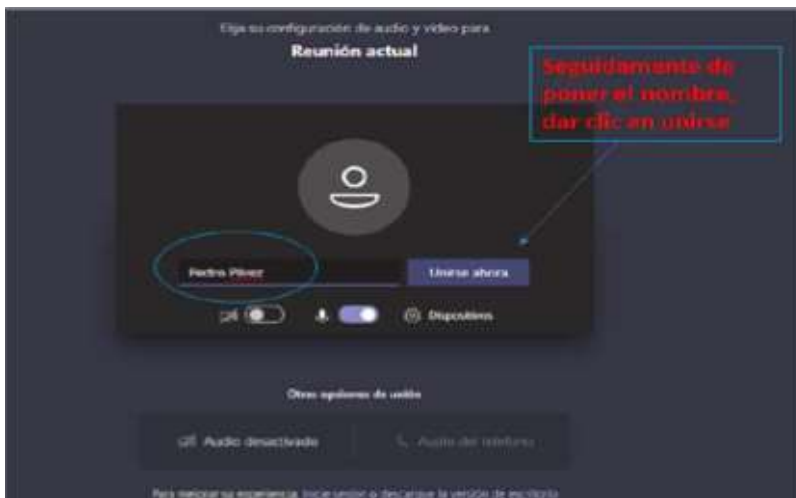 Elija su configuración de audio y vídeo para
Reunión actual
Seguidamente de
poner el nombre,
dar clic en unirse
Pedro Pérez
Unirse ahora
Dispositivos
Otras opciones de unión
Audio desactivado
Audio del teléfono
Para mejorar su experiencia, inicie sesión o descargue la versión de escritorio